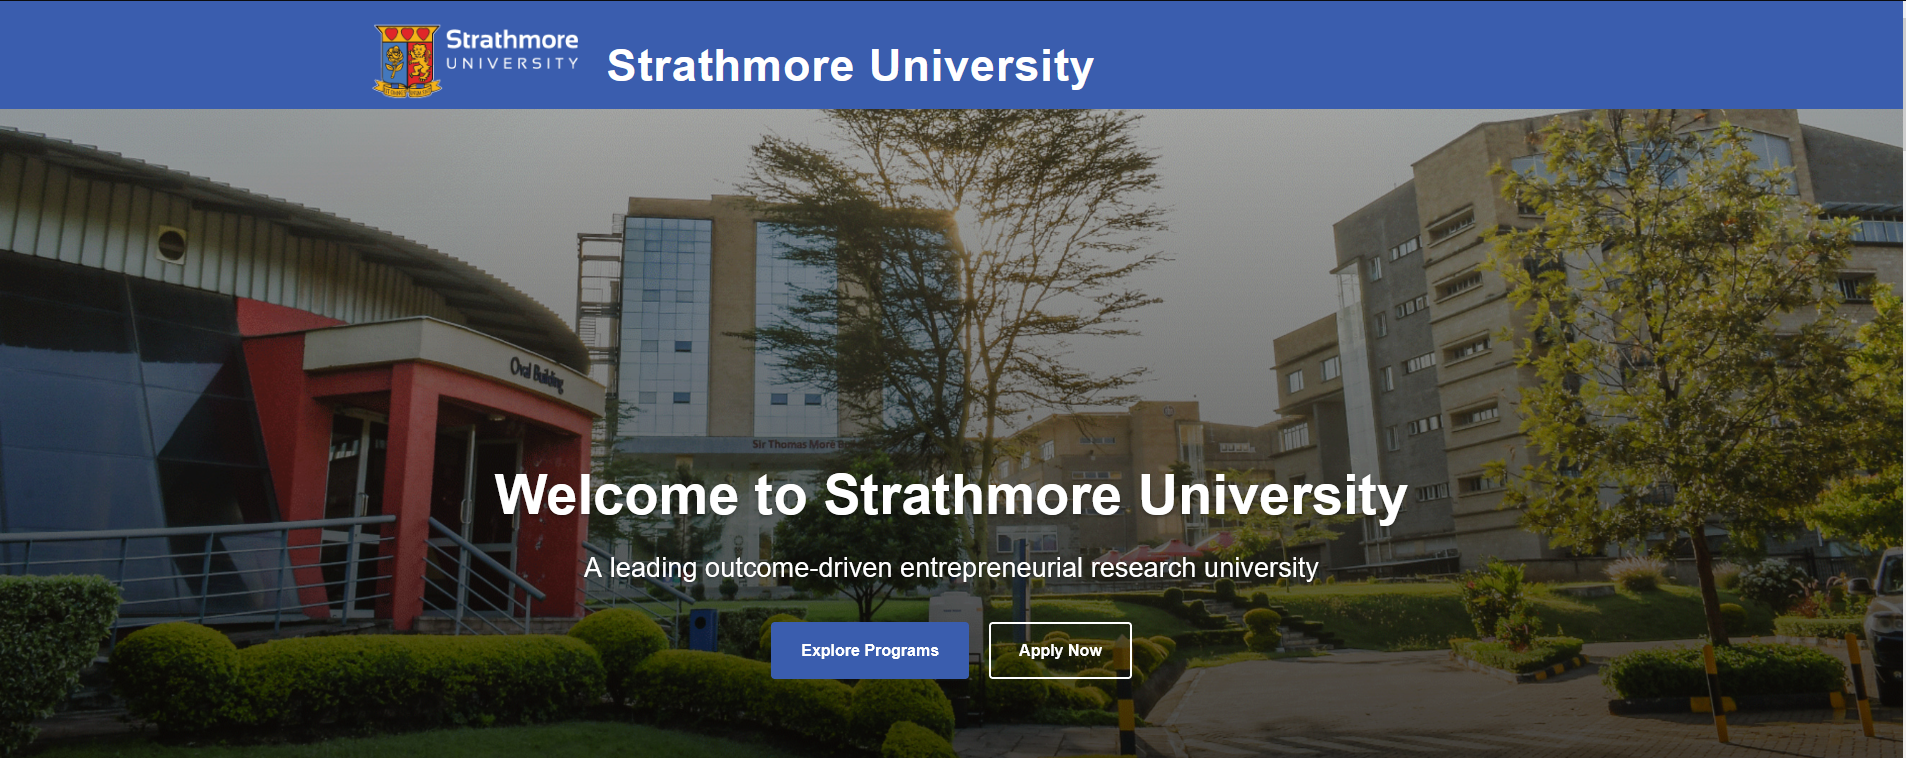 Strathmore
UNIVERSITY
Strathmore University
Oval Building
Sir Thomas More
Welcome to Strathmore University
A leading outcome-driven entrepreneurial research university
Explore Programs
Apply Now